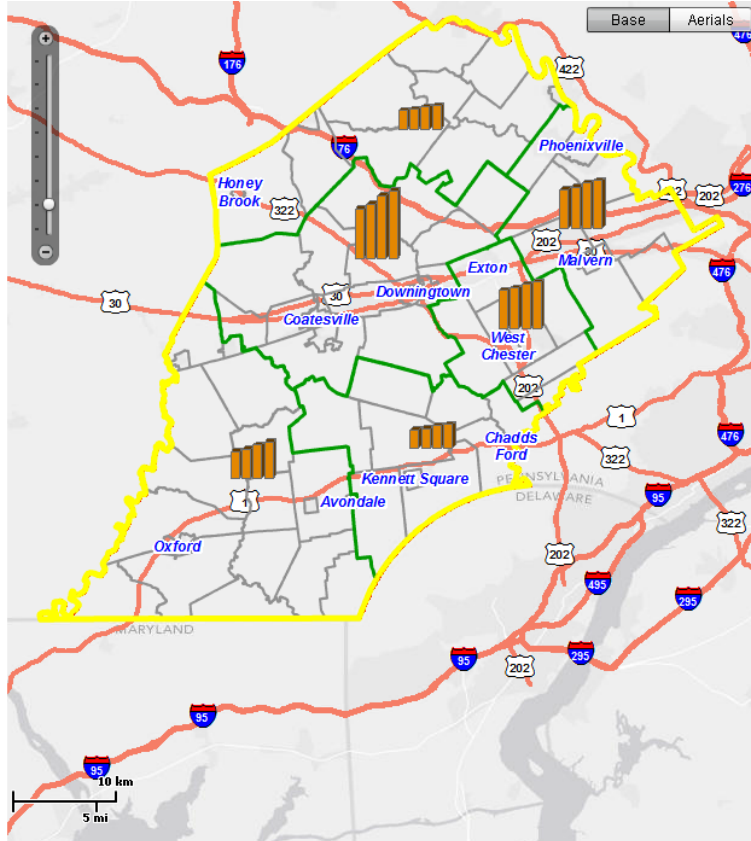 Base
Aerials
476
176
422
Phoenixville
76
Honey
Brook
322
202
276
202
30
Malvern
Exton
476
30
30
Downingtown
Coatesville
West
Chester
202
1
Chadds
Ford
476
322
Kennett Square
PENNSYLVANIA
DELAWARE
95
1
Avondale
322
Oxford
202
495
295
MARYLAND
95
295
202
95
95
10 km
5 mi